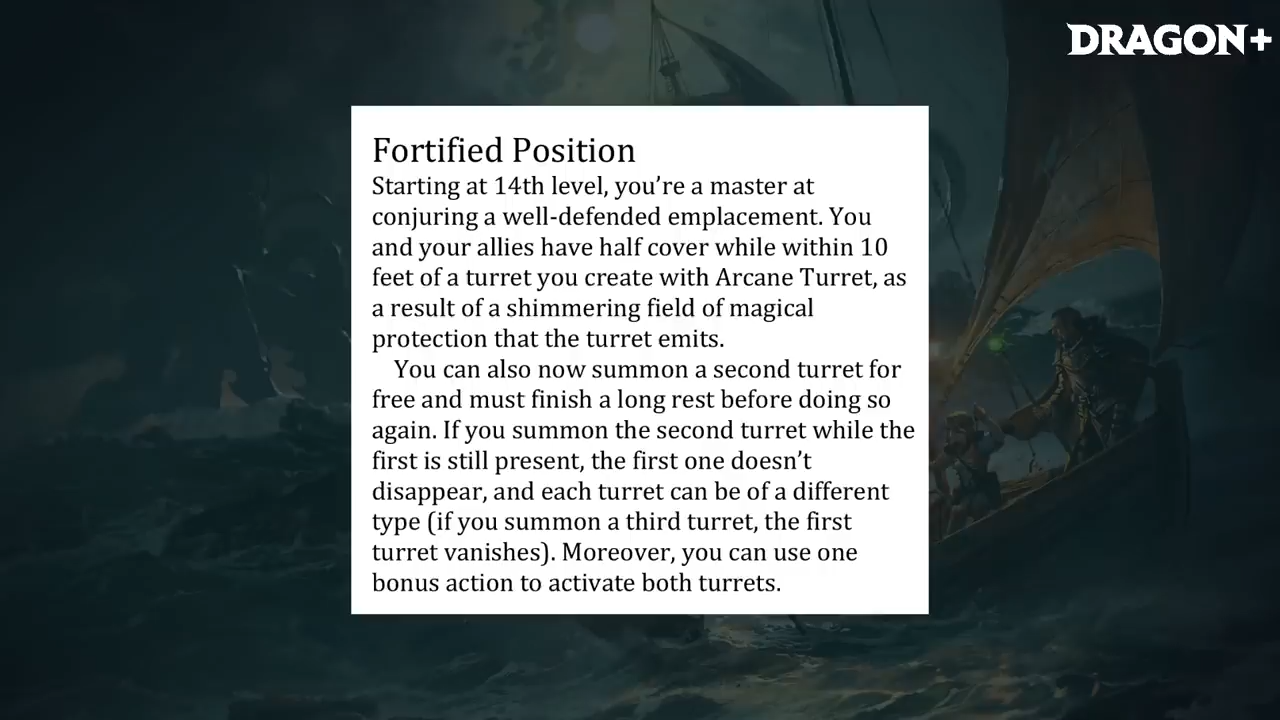 DRAGON+
Fortified Position
Starting at 14th level, you’re a master at
conjuring a well-defended emplacement. You
and your allies have half cover while within 10
feet of a turret you create with Arcane Turret, as
a result of a shimmering field of magical
protection that the turret emits.
You can also now summon a second turret for
free and must finish a long rest before doing so
again. If you summon the second turret while the
first is still present, the first one doesn’t
disappear, and each turret can be of a different
type (if you summon a third turret, the first
turret vanishes). Moreover, you can use one
bonus action to activate both turrets.